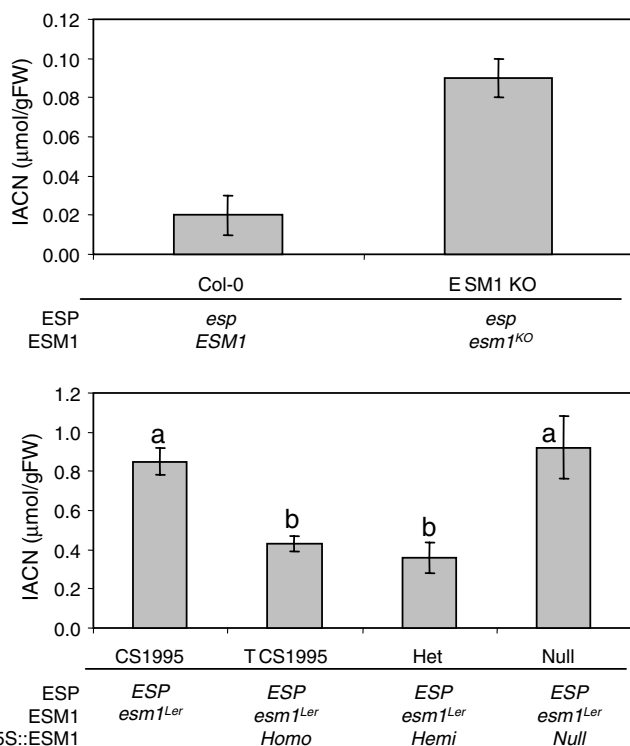 0.12
0.10
0.08
0.06
0.04
0.02
0.00
IACN (μmol/gFW)
Col-0 ESM1 KO
ESP esp esp
ESM1 ESM1 esm1KO
1.2
1.0
0.8
0.6
0.4
0.2
0.0
IACN (μmol/gFW)
a b b a
CS1995 TCS1995 Het Null
ESP ESP ESP ESP ESP
ESM1 esm1Ler esm1Ler esm1Ler esm1Ler
5S::ESM1 Homo Hemi Null